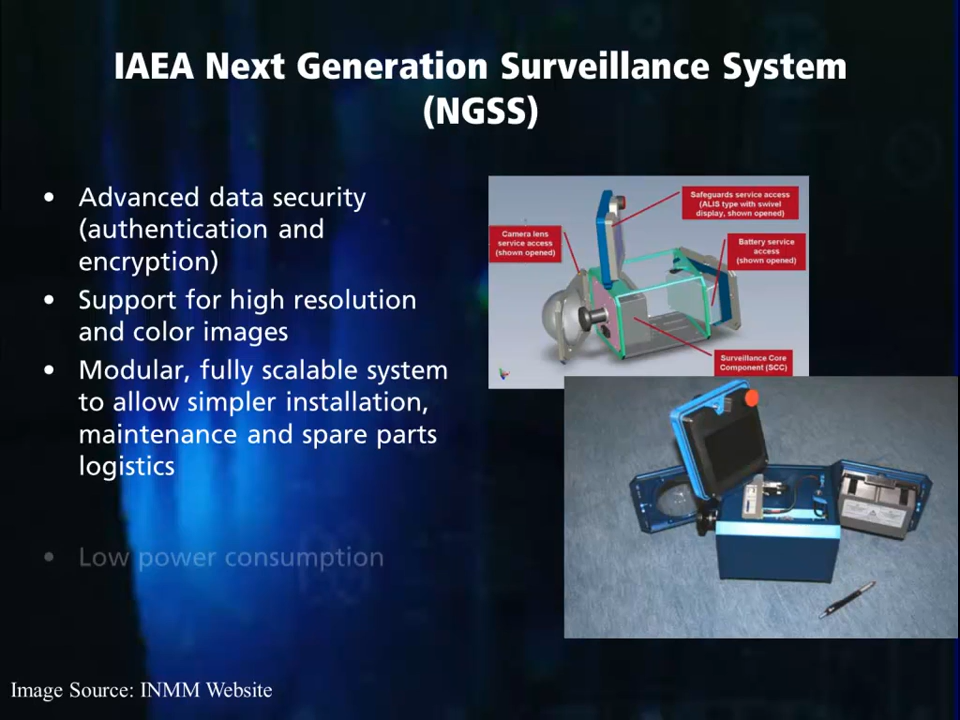 IAEA Next Generation Surveillance System
(NGSS)
• Advanced data security
(authentication and
encryption)
• Support for high resolution
and color images
• Modular, fully scalable system
to allow simpler installation,
maintenance and spare parts
logistics
• Low power consumption
Safeguards service access
(ALIS type with swivel
display, shown opened)
Camera lens
service access
(shown opened)
Battery service
access
(shown opened)
Surveillance Core
Component (SCC)
Image Source: INMM Website